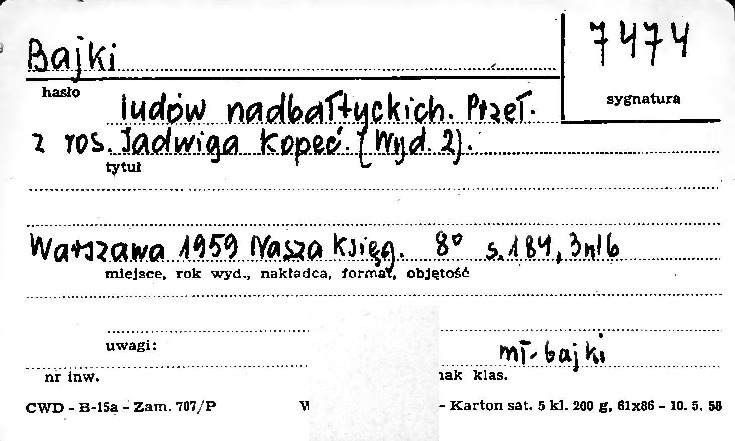 Bajki
7474
hasło
sygnatura
ludów nadbałtyckich. Przeł.
z ros. Jadwiga Kopeć. [Wyd. 2].
tytuł
Warszawa 1959 Nasza Księg. 8° s. 184, 3nlb
miejsce, rok wyd., nakładca, format, objętość
uwagi:
mł-bajki
nr inw.
nak klas.
CWD - B-15a - Zam. 707/P
- Karton sat. 5 kl. 200 g, 61x86 - 10. 5. 58